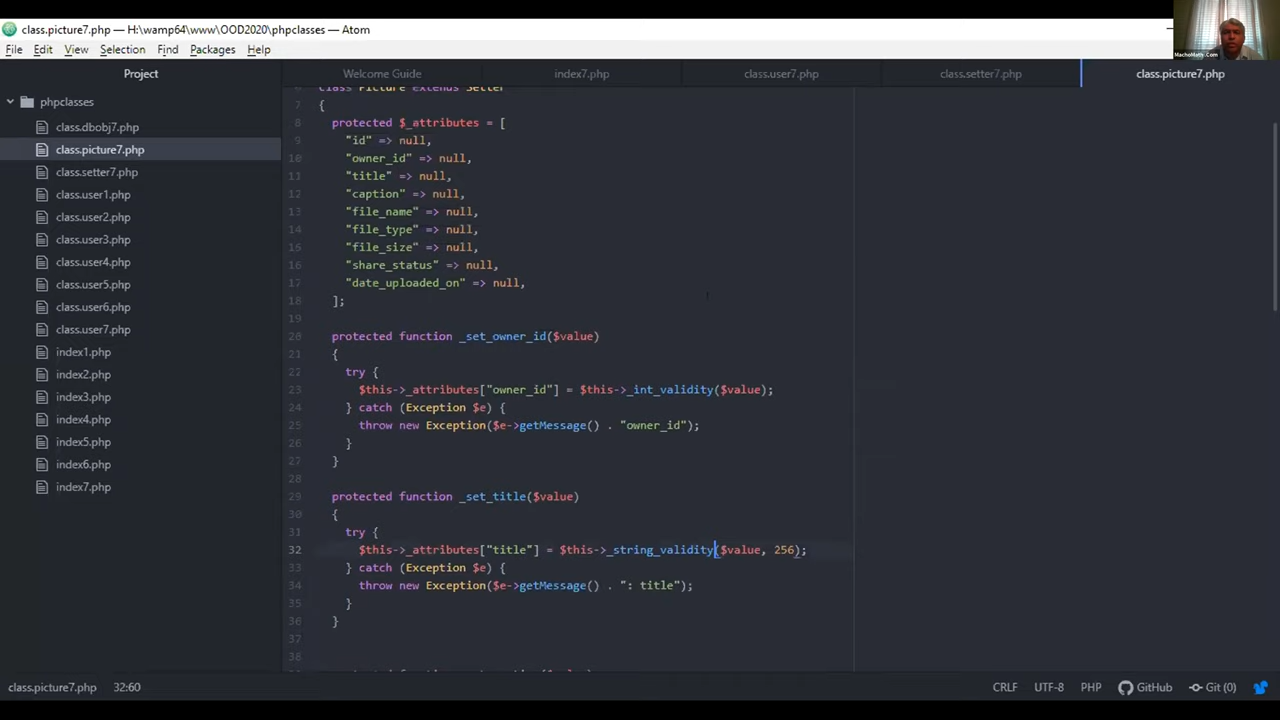 class.picture7.php — H:\wamp64\www\OOD2020\phpclasses — Atom
MachoMath.Com
File Edit View Selection Find Packages Help
Project
Welcome Guide
index7.php
class.user7.php
class.setter7.php
class.picture7.php
phpclasses
class.dbobj7.php
class.picture7.php
class.setter7.php
class.user1.php
class.user2.php
class.user3.php
class.user4.php
class.user5.php
class.user6.php
class.user7.php
index1.php
index2.php
index3.php
index4.php
index5.php
index6.php
index7.php
6 class Picture extends Setter
7 {
8 protected $_attributes = [
9 "id" => null,
10 "owner_id" => null,
11 "title" => null,
12 "caption" => null,
13 "file_name" => null,
14 "file_type" => null,
15 "file_size" => null,
16 "share_status" => null,
17 "date_uploaded_on" => null,
18 ];
19
20 protected function _set_owner_id($value)
21 {
22 try {
23 $this->_attributes["owner_id"] = $this->_int_validity($value);
24 } catch (Exception $e) {
25 throw new Exception($e->getMessage() . "owner_id");
26 }
27 }
28
29 protected function _set_title($value)
30 {
31 try {
32 $this->_attributes["title"] = $this->_string_validity($value, 256);
33 } catch (Exception $e) {
34 throw new Exception($e->getMessage() . ": title");
35 }
36 }
37
38
class.picture7.php 32:60 CRLF UTF-8 PHP GitHub Git (0)